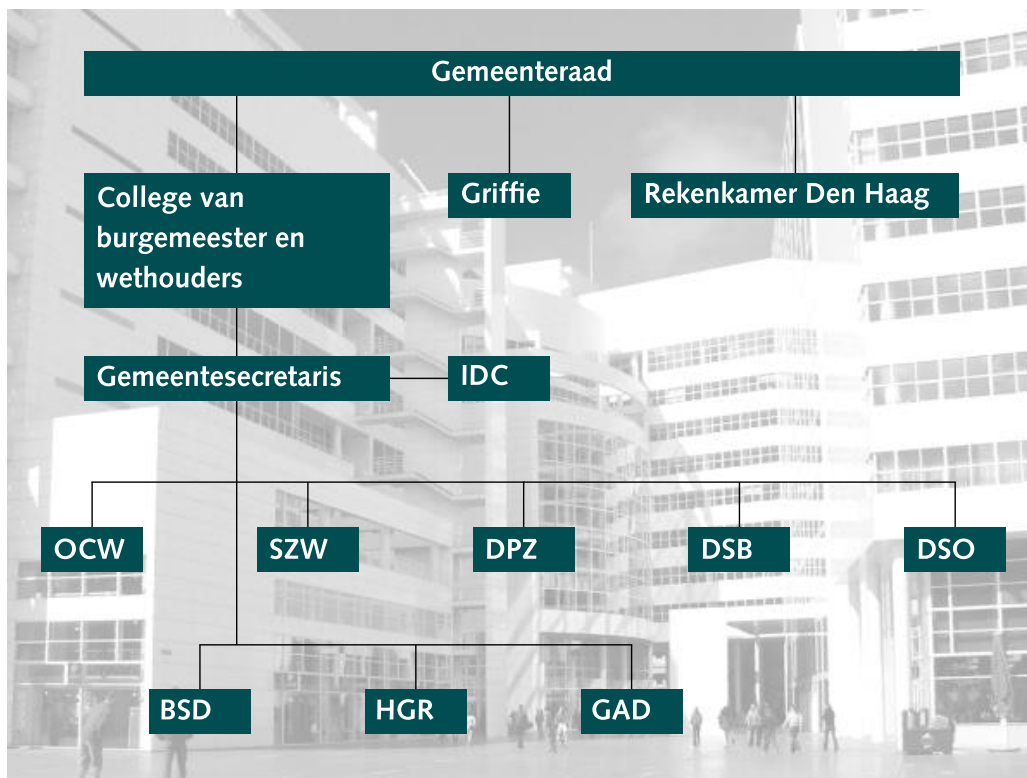 Gemeenteraad
College van
burgemeester en
wethouders
Griffie
Rekenkamer Den Haag
Gemeentesecretaris
IDC
OCW
SZW
DPZ
DSB
DSO
BSD
HGR
GAD